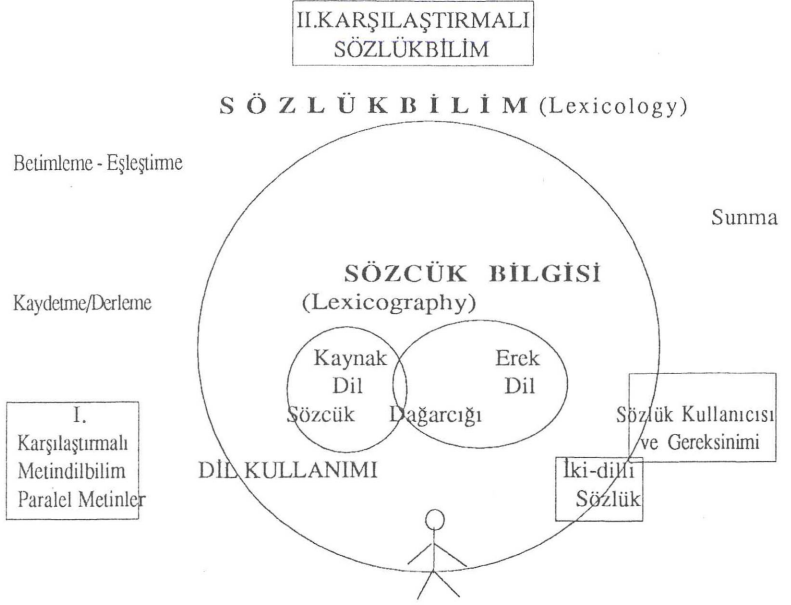 II.KARŞILAŞTIRMALI
SÖZLÜKBİLİM
SÖZLÜKBİLİM (Lexicology)
Betimleme - Eşleştirme
Sunma
SÖZCÜK BİLGİSİ
(Lexicography)
Kaydetme/Derleme
Kaynak
Dil
Sözcük
Erek
Dil
Dağarcığı
I.
Karşılaştırmalı
Metindilbilim
Paralel Metinler
DİL KULLANIMI
Sözlük Kullanıcısı
ve Gereksinimi
İki-dilli
Sözlük